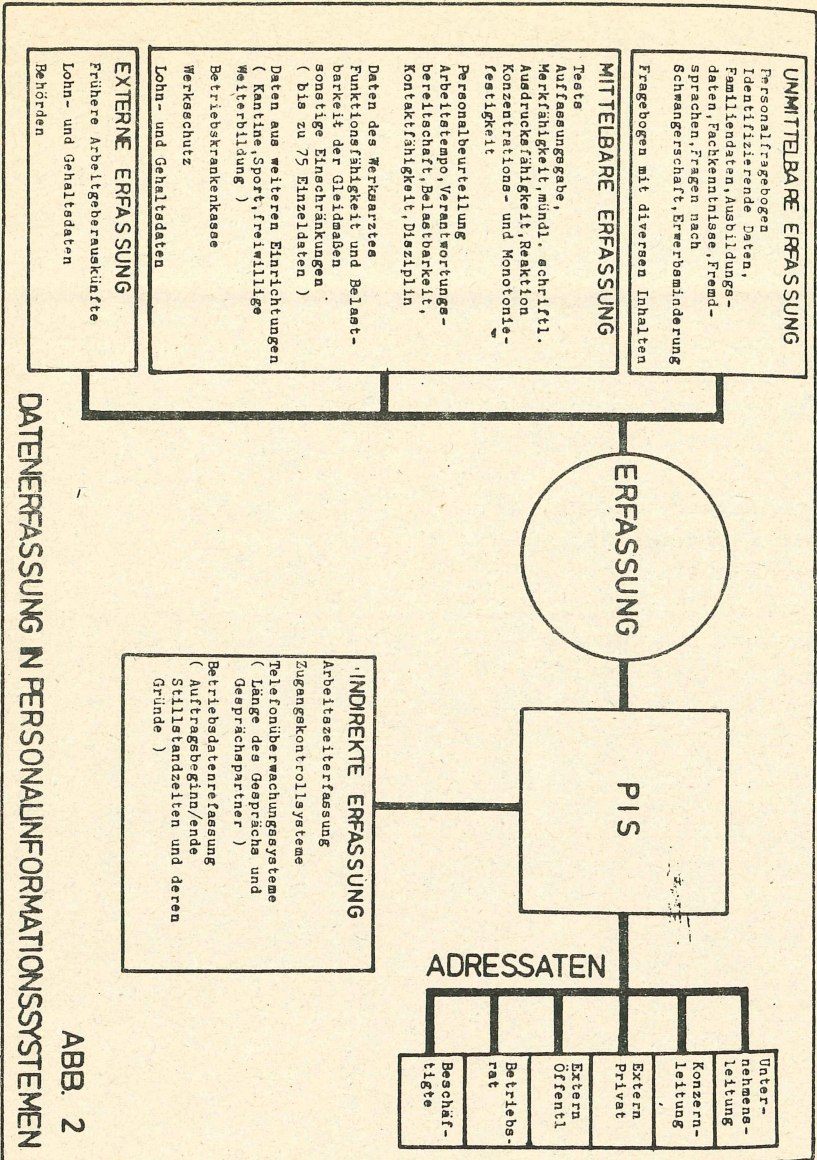 UNMITTELBARE ERFASSUNG
Personalfragebogen
Identifizierende Daten,
Familiendaten,Ausbildungs-
daten,Fachkenntnisse,Fremd-
sprachen,Fragen nach
Schwangerschaft,Erwerbsminderung
Fragebogen mit diversen Inhalten
MITTELBARE ERFASSUNG
Tests
Auffassungsgabe,
Merkfähigkeit,mündl. schriftl.
Ausdrucksfähigkeit,Reaktion
Konzentrations- und Monotonie-
festigkeit
Personalbeurteilung
Arbeitstempo,Verantwortungs-
bereitschaft,Belastbarkeit,
Kontaktfähigkeit,Disziplin
Daten des Werksarztes
Funktionsfähigkeit und Belast-
barkeit der Gleidmaßen
sonstige Einschränkungen
( bis zu 75 Einzeldaten )
Daten aus weiteren Einrichtungen
( Kantine,Sport,freiwillige
Weiterbildung )
Betriebskrankenkasse
Werksschutz
Lohn- und Gehaltsdaten
EXTERNE ERFASSUNG
Frühere Arbeitgeberauskünfte
Lohn- und Gehaltsdaten
Behörden
ERFASSUNG
PIS
INDIREKTE ERFASSUNG
Arbeitszeiterfassung
Zugangskontrollsysteme
Telefonüberwachungssysteme
( Länge des Gesprächs und
Gesprächspartner )
Betriebsdatenrefassung
( Auftragsbeginn/ende
Stillstandzeiten und deren
Gründe )
ADRESSATEN
Unter-
nehmens-
leitung
Konzern-
leitung
Extern
Privat
Extern
Öffentl
Betriebs-
rat
Beschäf-
tigte
ABB. 2
DATENERFASSUNG IN PERSONALINFORMATIONSSYSTEMEN